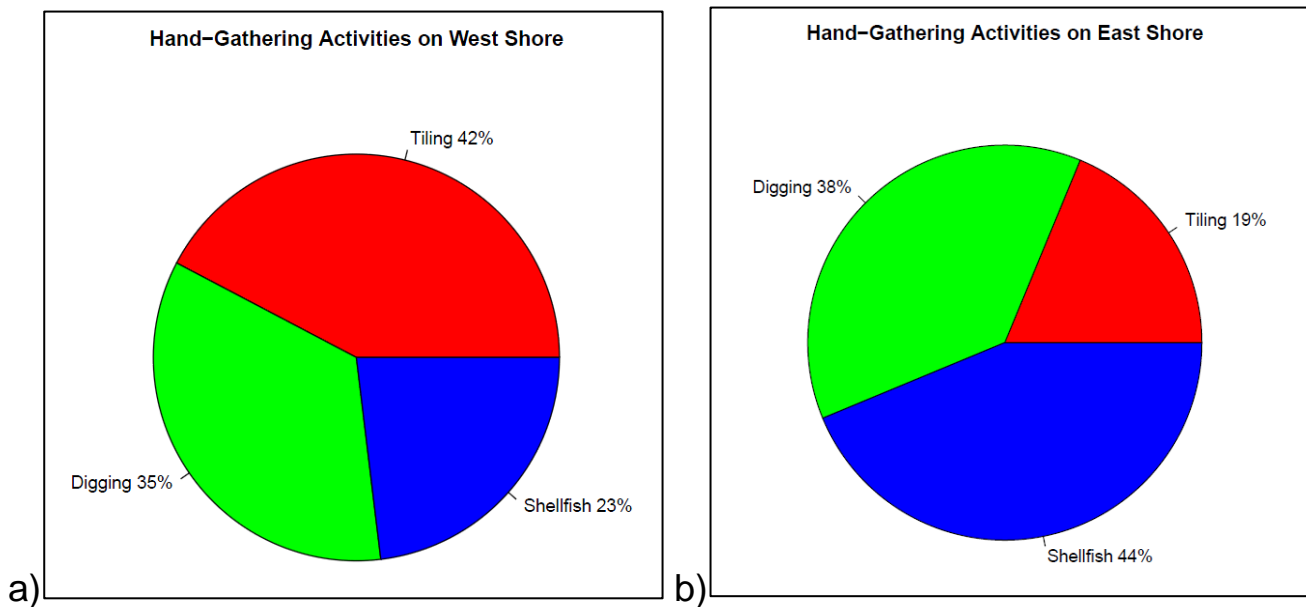 Hand−Gathering Activities on West Shore
Tiling 42%
Digging 35%
Shellfish 23%
a)
Hand−Gathering Activities on East Shore
Digging 38%
Tiling 19%
Shellfish 44%
b)